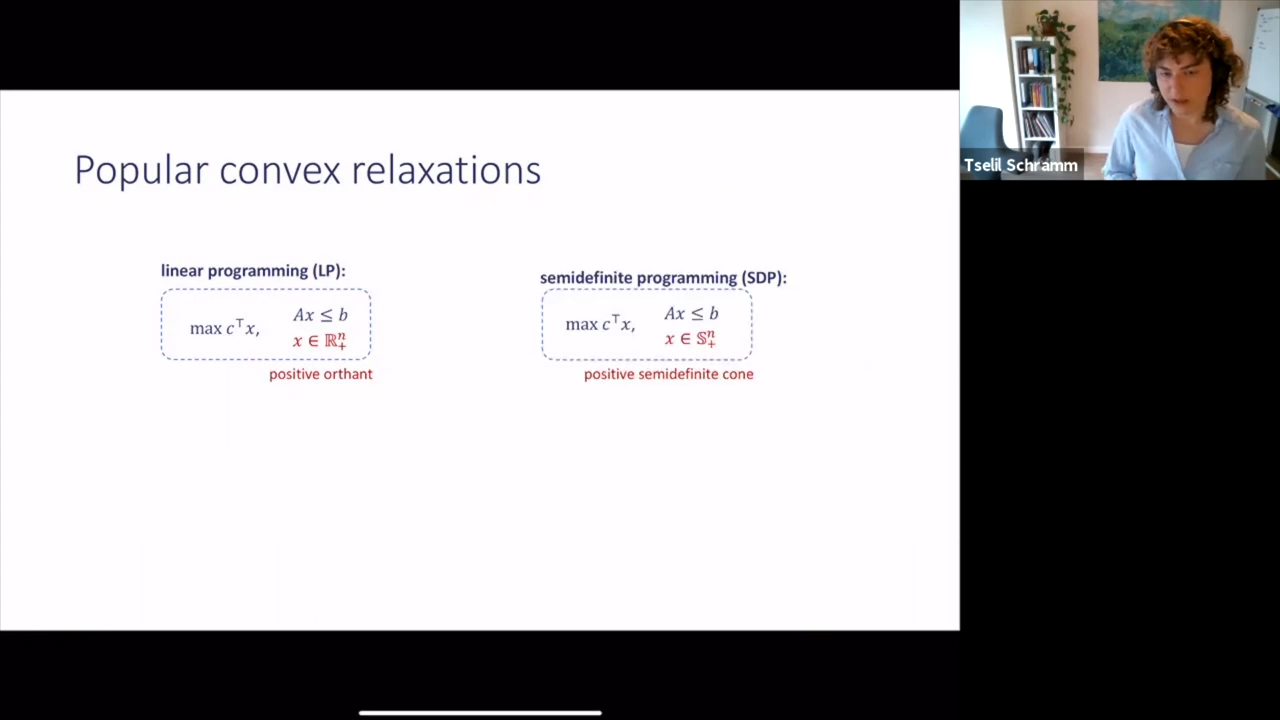 Popular convex relaxations
linear programming (LP):
max c⊤x, Ax ≤ b
x ∈ ℝⁿ₊
positive orthant
semidefinite programming (SDP):
max c⊤x, Ax ≤ b
x ∈ 𝕊ⁿ₊
positive semidefinite cone
Tselil Schramm